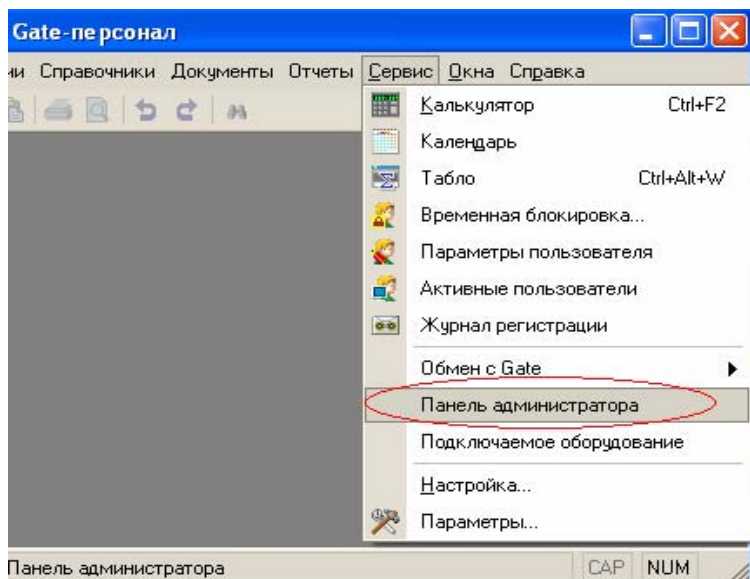 Gate-персонал
ии Справочники Документы Отчеты Сервис Окна Справка
Калькулятор Ctrl+F2
Календарь
Табло Ctrl+Alt+W
Временная блокировка...
Параметры пользователя
Активные пользователи
Журнал регистрации
Обмен с Gate
Панель администратора
Подключаемое оборудование
Настройка...
Параметры...
Панель администратора CAP NUM